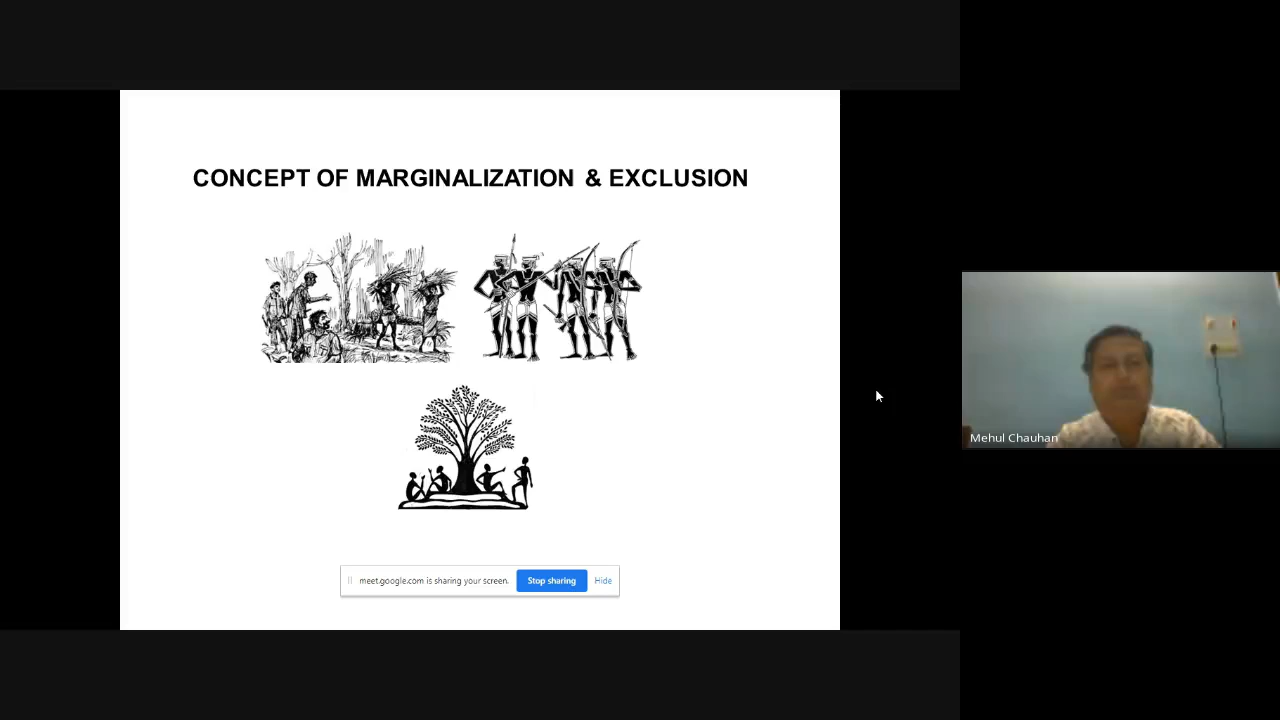 CONCEPT OF MARGINALIZATION & EXCLUSION
meet.google.com is sharing your screen. Stop sharing Hide
Mehul Chauhan